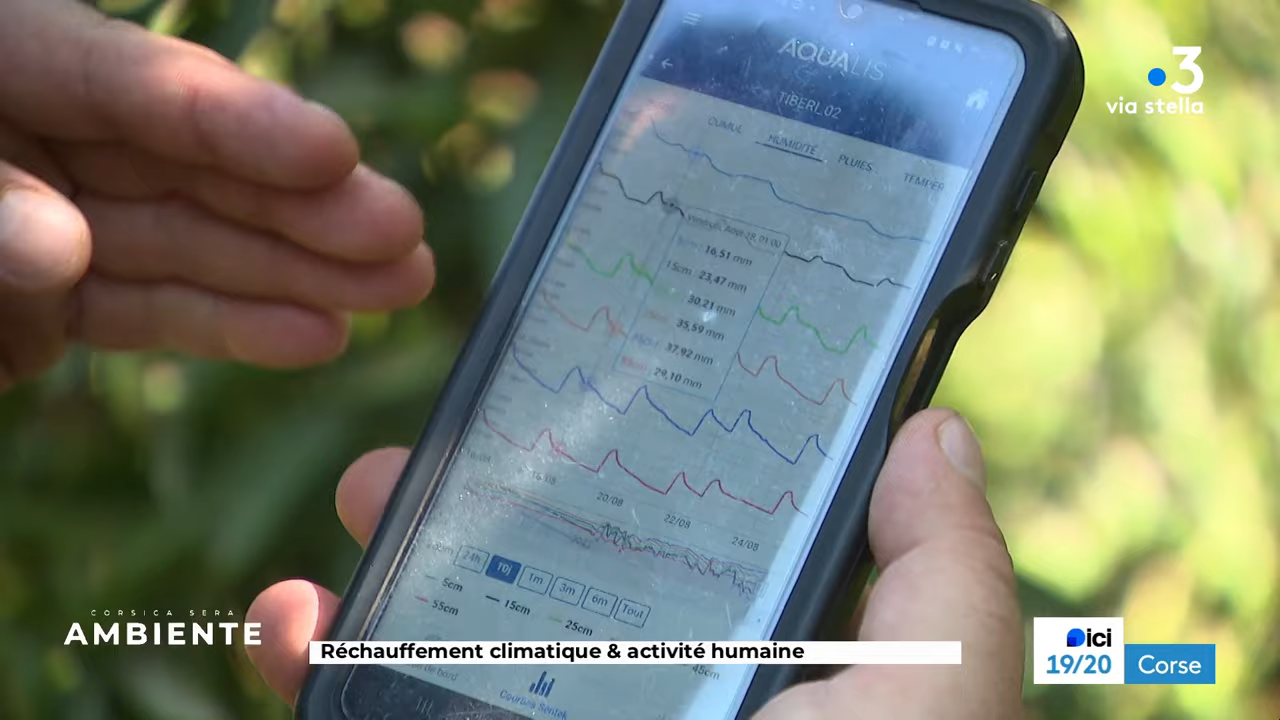 3
via stella
AQUALIS
TIBERI_02
CUMUL HUMIDITÉ PLUIES TEMPER
16,51 mm
15cm : 23,47 mm
30,21 mm
35,59 mm
37,92 mm
29,10 mm
20/08 22/08 24/08
24h 10j 1m 3m 6m Tout
5cm 15cm 25cm
55cm 45cm
Courbes Sentek
CORSICA SERA
AMBIENTE
Réchauffement climatique & activité humaine
ici
19/20 Corse